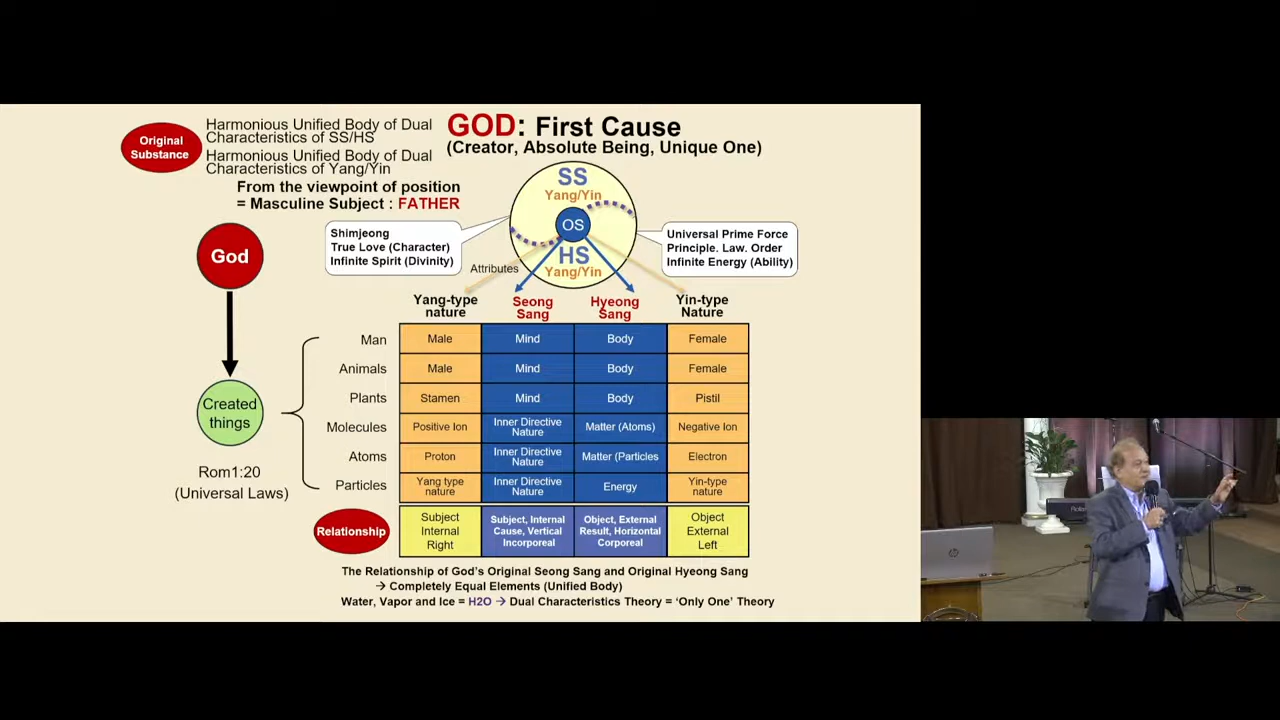 Original
Substance
Harmonious Unified Body of Dual
Characteristics of SS/HS
Harmonious Unified Body of Dual
Characteristics of Yang/Yin
GOD: First Cause
(Creator, Absolute Being, Unique One)
From the viewpoint of position
= Masculine Subject : FATHER
God
Shimjeong
True Love (Character)
Infinite Spirit (Divinity)
SS
Yang/Yin
OS
HS
Yang/Yin
Universal Prime Force
Principle. Law. Order
Infinite Energy (Ability)
Attributes
Yang-type
nature
Seong
Sang
Hyeong
Sang
Yin-type
Nature
Man
Male
Mind
Body
Female
Animals
Male
Mind
Body
Female
Plants
Stamen
Mind
Body
Pistil
Molecules
Positive Ion
Inner Directive
Nature
Matter (Atoms)
Negative Ion
Atoms
Proton
Inner Directive
Nature
Matter (Particles
Electron
Particles
Yang type
nature
Inner Directive
Nature
Energy
Yin-type
nature
Created
things
Rom1:20
(Universal Laws)
Relationship
Subject
Internal
Right
Subject, Internal
Cause, Vertical
Incorporeal
Object, External
Result, Horizontal
Corporeal
Object
External
Left
The Relationship of God's Original Seong Sang and Original Hyeong Sang
→ Completely Equal Elements (Unified Body)
Water, Vapor and Ice = H2O → Dual Characteristics Theory = ‘Only One’ Theory
hp
Roland